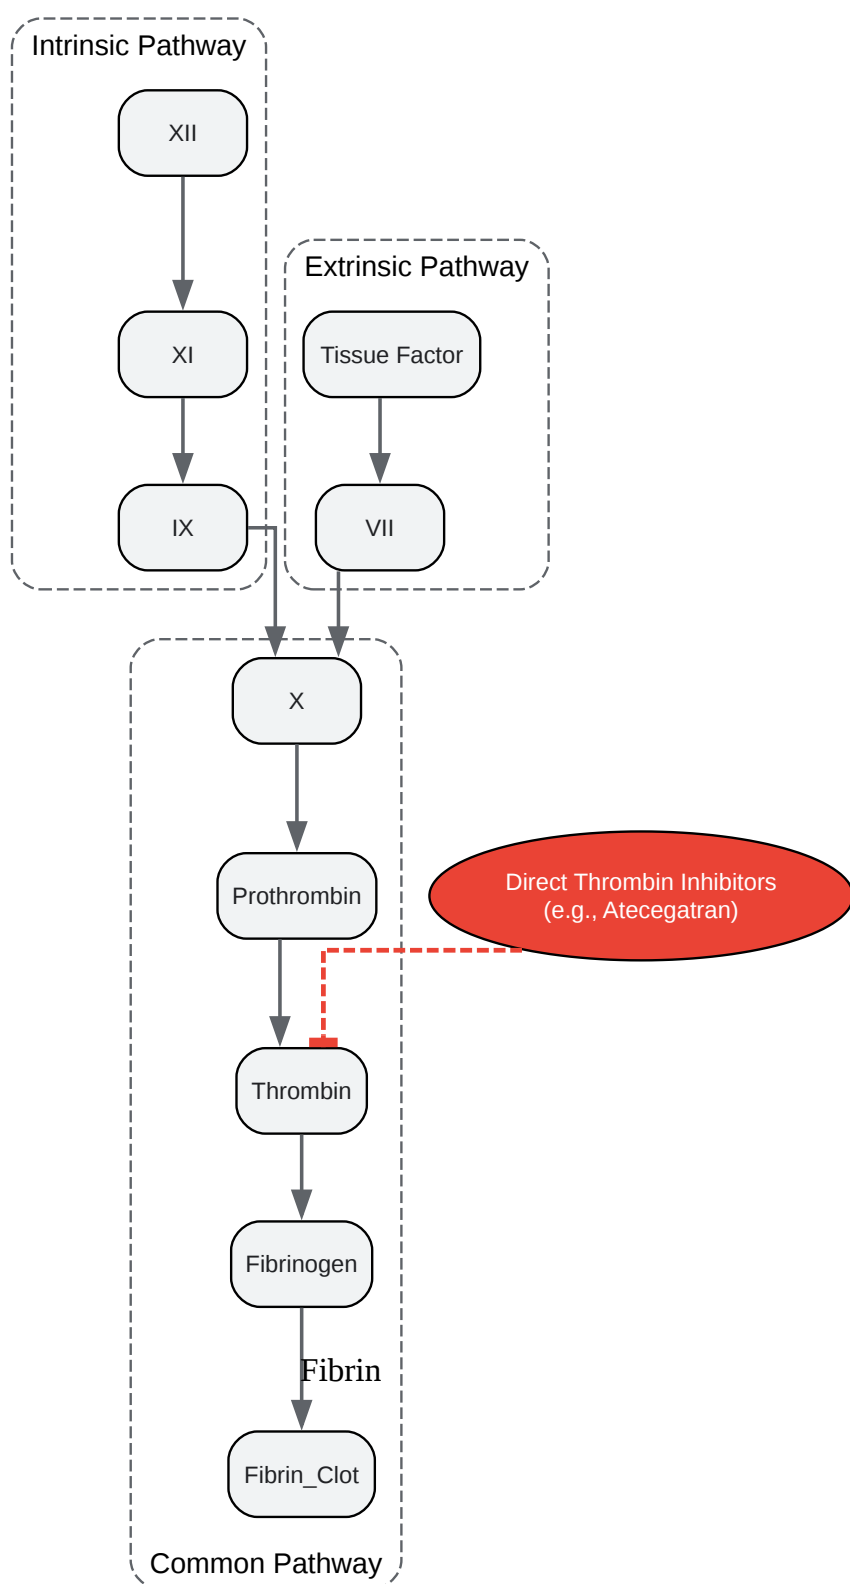 Intrinsic Pathway
XII
Extrinsic Pathway
XI
Tissue Factor
IX
VII
X
Prothrombin
Direct Thrombin Inhibitors
(e.g., Atecegatran)
Thrombin
Fibrinogen
Fibrin
Fibrin_Clot
Common Pathway